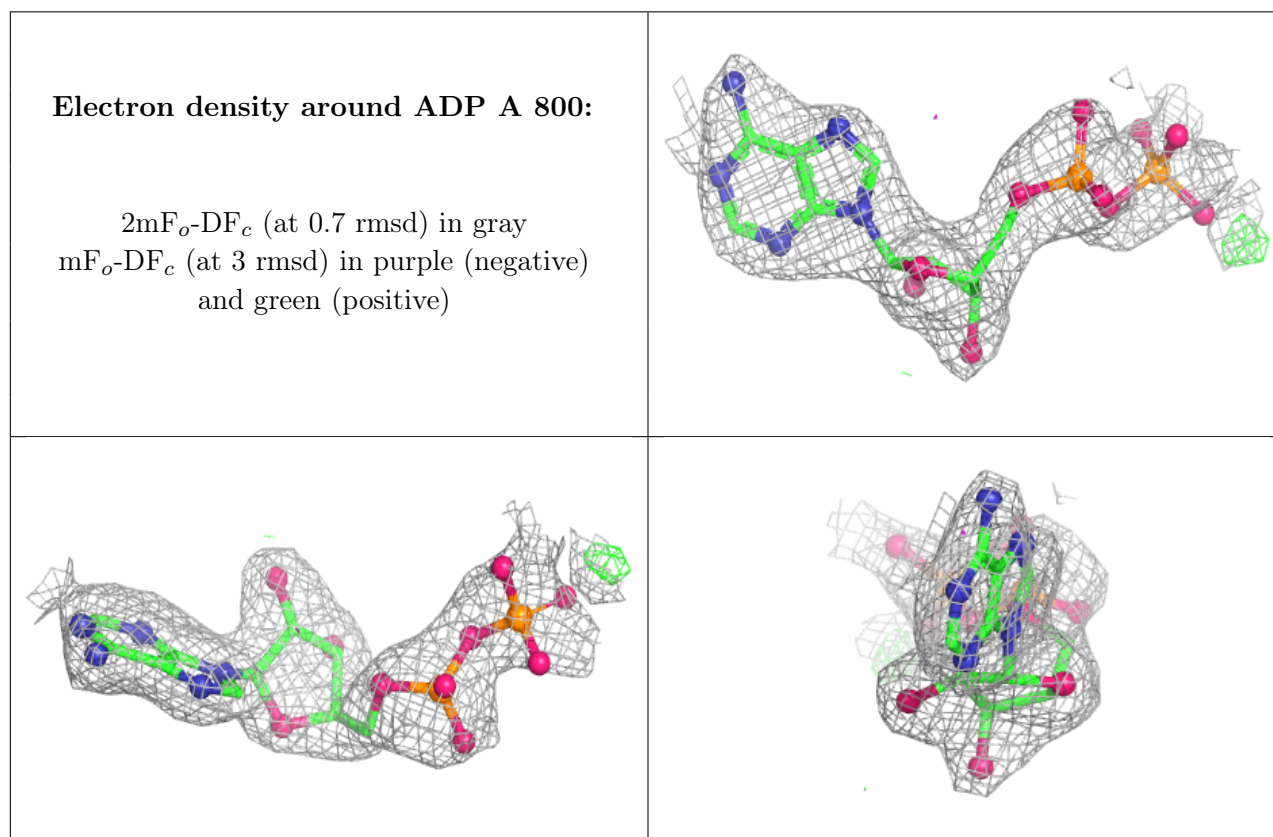 Electron density around ADP A 800:
2mFo-DFc (at 0.7 rmsd) in gray
mFo-DFc (at 3 rmsd) in purple (negative)
and green (positive)